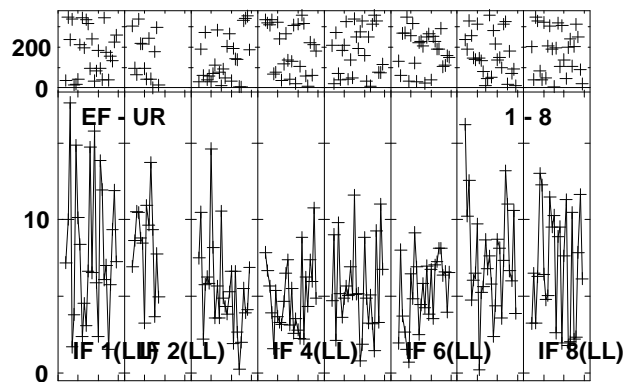 200
0
EF - UR 1 - 8
10
0
IF 1(LL) IF 2(LL) IF 4(LL) IF 6(LL) IF 8(LL)